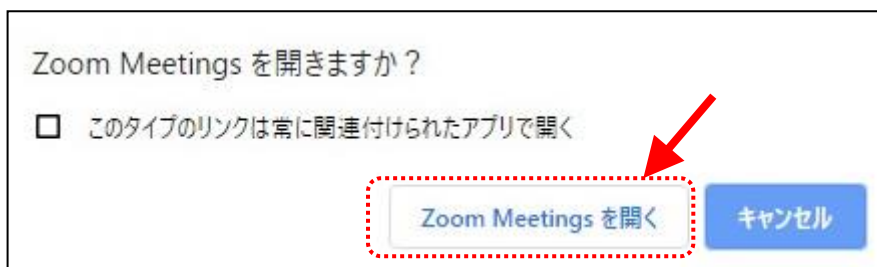 Zoom Meetings を開きますか？
このタイプのリンクは常に関連付けられたアプリで開く
Zoom Meetings を開く
キャンセル